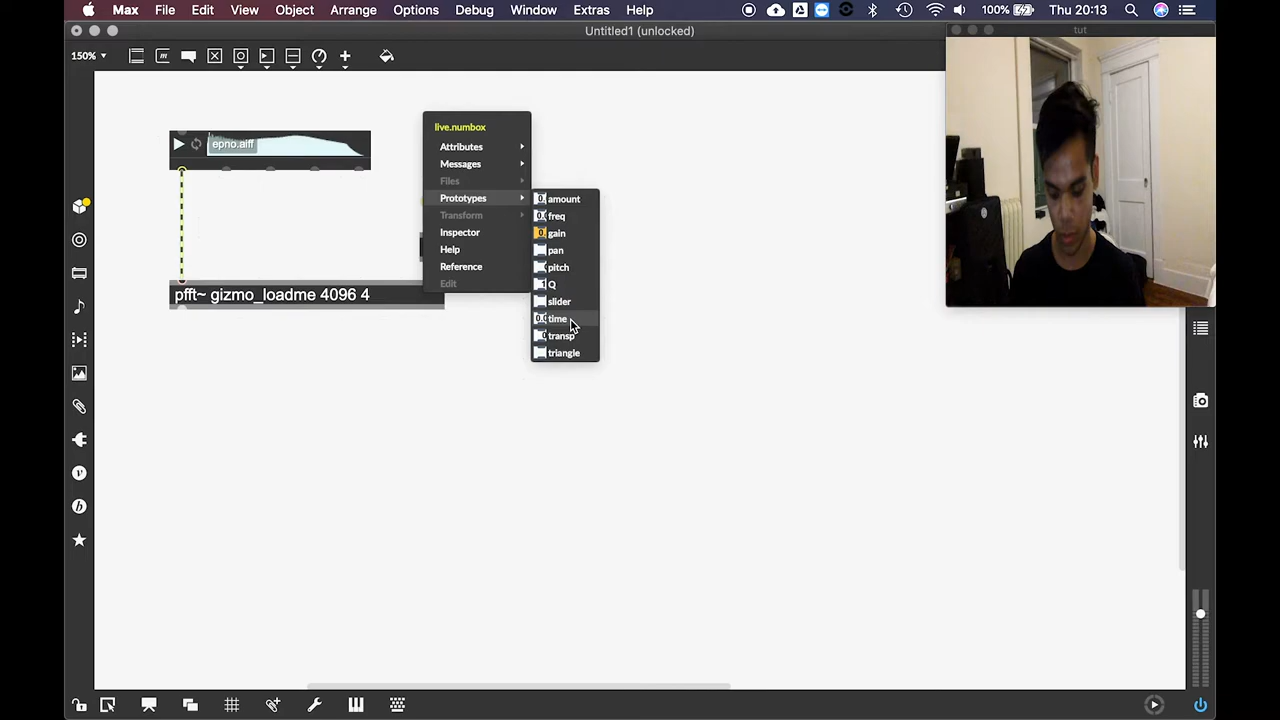 Max File Edit View Object Arrange Options Debug Window Extras Help 100% Thu 20:13
Untitled1 (unlocked)
tut
150%
live.numbox
Attributes
Messages
Files
Prototypes
Transform
Inspector
Help
Reference
Edit
amount
freq
gain
pan
pitch
Q
slider
time
transp
triangle
epno.aiff
pfft~ gizmo_loadme 4096 4